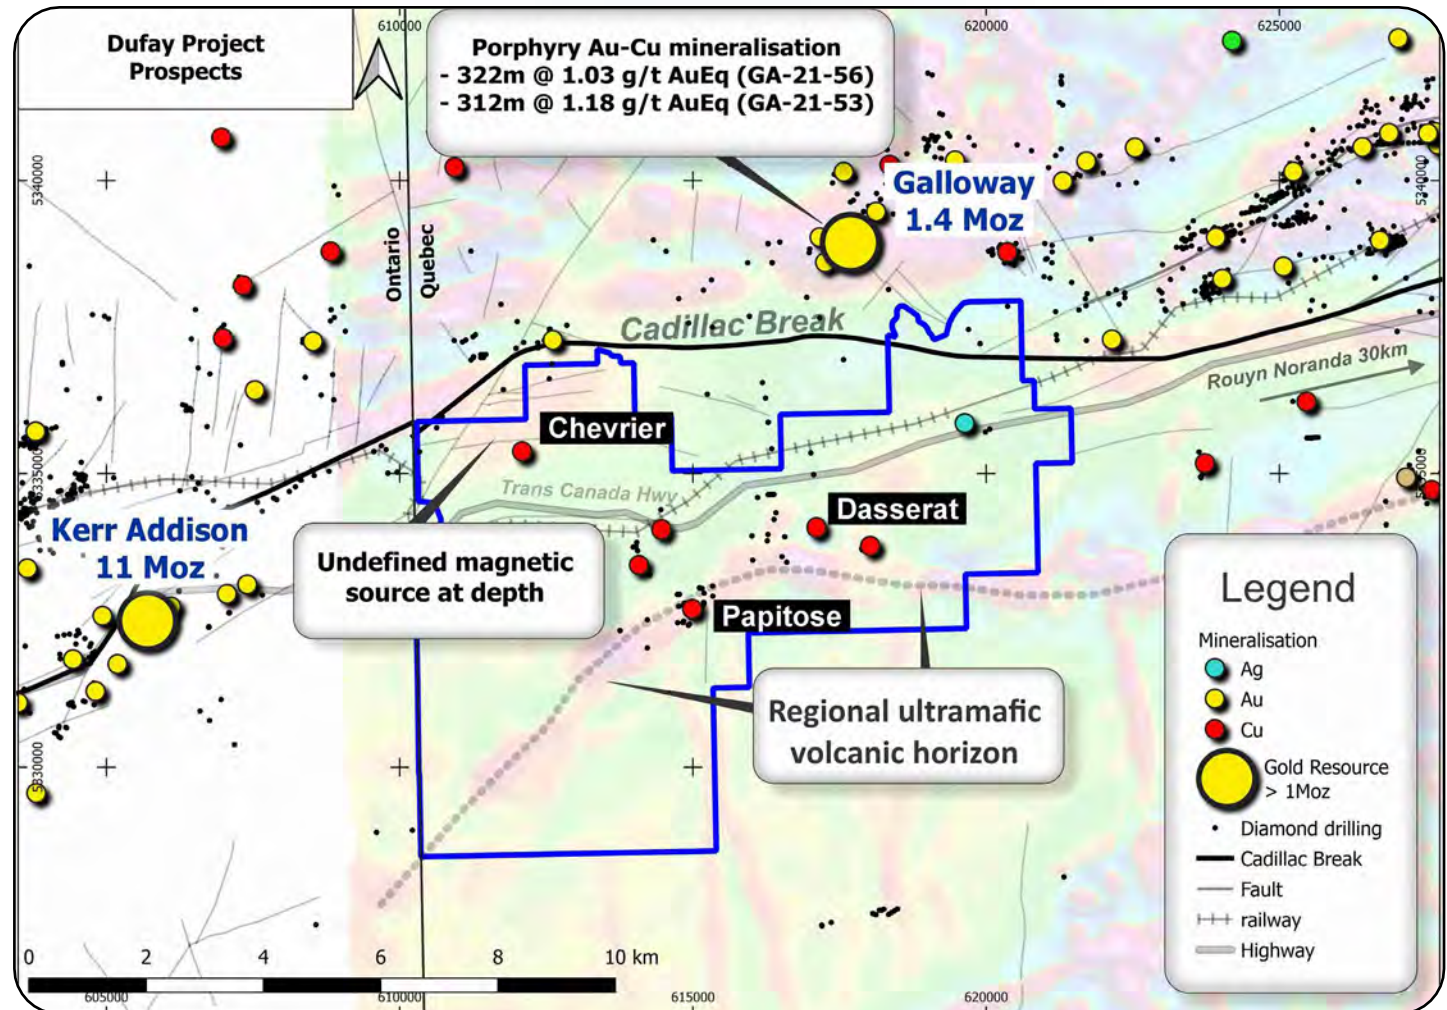 610000
620000
625000
Dufay Project
Prospects
Porphyry Au-Cu mineralisation
- 322m @ 1.03 g/t AuEq (GA-21-56)
- 312m @ 1.18 g/t AuEq (GA-21-53)
5340000
5340000
Galloway
1.4 Moz
Ontario
Quebec
Cadillac Break
Rouyn Noranda 30km
Chevrier
Trans Canada Hwy
Dasserat
Kerr Addison
11 Moz
Undefined magnetic
source at depth
Papitose
Regional ultramafic
volcanic horizon
5330000
Legend
Mineralisation
Ag
Au
Cu
Gold Resource
> 1Moz
Diamond drilling
Cadillac Break
Fault
railway
Highway
0 2 4 6 8 10 km
605000
610000
615000
620000